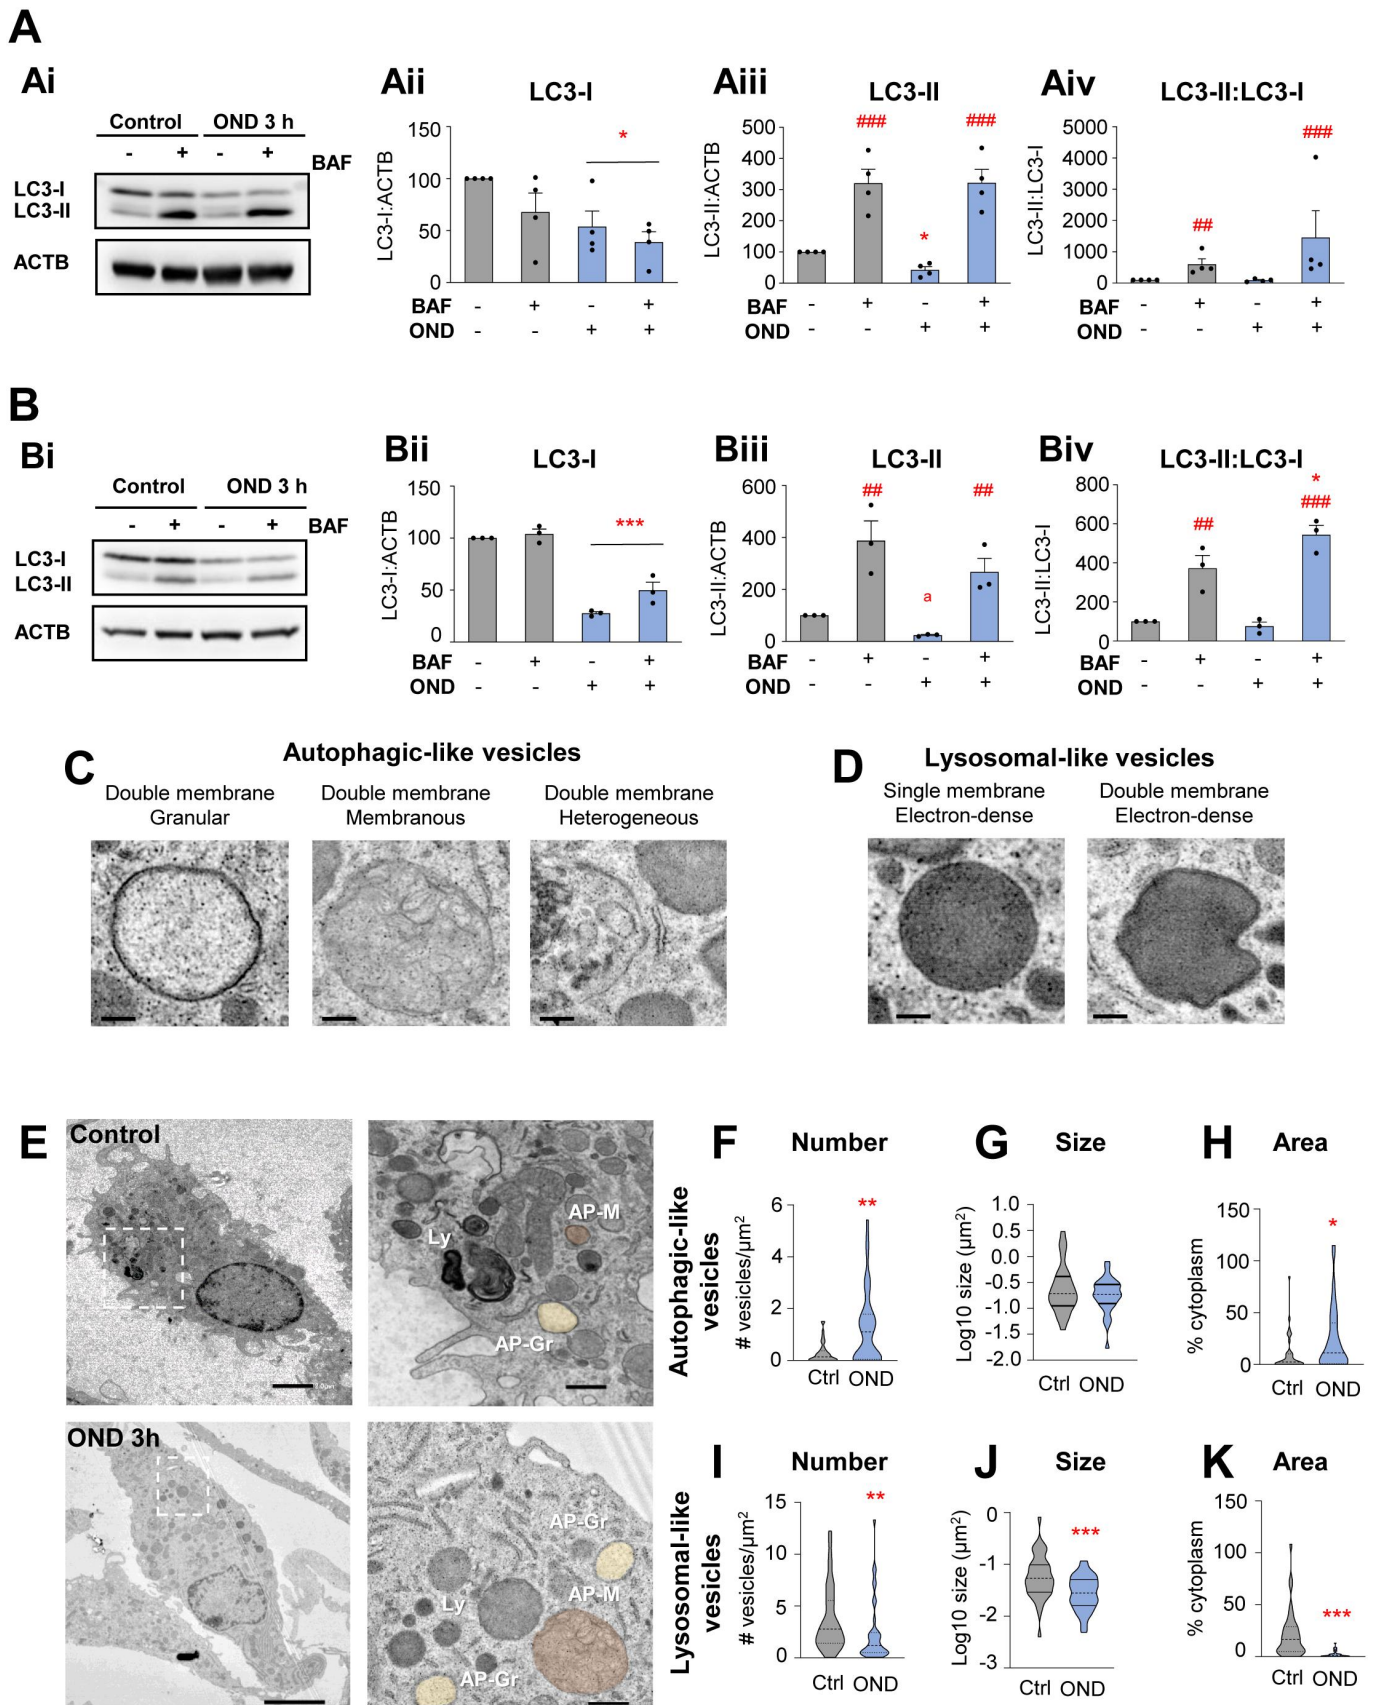 A
Ai
Control OND 3 h
- + - + BAF
LC3-I
LC3-II
ACTB
Aii
LC3-I
LC3-I:ACTB
150
100
50
0
*
BAF - + - +
OND - - + +
Aiii
LC3-II
LC3-II:ACTB
500
400
300
200
100
0
### * ###
BAF - + - +
OND - - + +
Aiv
LC3-II:LC3-I
LC3-II:LC3-I
5000
4000
3000
2000
1000
0
## ###
BAF - + - +
OND - - + +
B
Bi
Control OND 3 h
- + - + BAF
LC3-I
LC3-II
ACTB
Bii
LC3-I
LC3-I:ACTB
150
100
50
0
***
BAF - + - +
OND - - + +
Biii
LC3-II
LC3-II:ACTB
600
400
200
0
## a ##
BAF - + - +
OND - - + +
Biv
LC3-II:LC3-I
LC3-II:LC3-I
800
600
400
200
0
*
## ###
BAF - + - +
OND - - + +
C
Autophagic-like vesicles
Double membrane
Granular
Double membrane
Membranous
Double membrane
Heterogeneous
D
Lysosomal-like vesicles
Single membrane
Electron-dense
Double membrane
Electron-dense
E
Control
AP-M
Ly
AP-Gr
OND 3h
AP-Gr
AP-M
Ly
AP-Gr
Autophagic-like
vesicles
F
Number
# vesicles/µm²
6
4
2
0
**
Ctrl OND
G
Size
Log10 size (µm²)
1.0
0.5
0.0
-0.5
-1.0
-1.5
-2.0
Ctrl OND
H
Area
% cytoplasm
150
100
50
0
*
Ctrl OND
Lysosomal-like
vesicles
I
Number
# vesicles/µm²
15
10
5
0
**
Ctrl OND
J
Size
Log10 size (µm²)
0
-1
-2
-3
***
Ctrl OND
K
Area
% cytoplasm
150
100
50
0
***
Ctrl OND